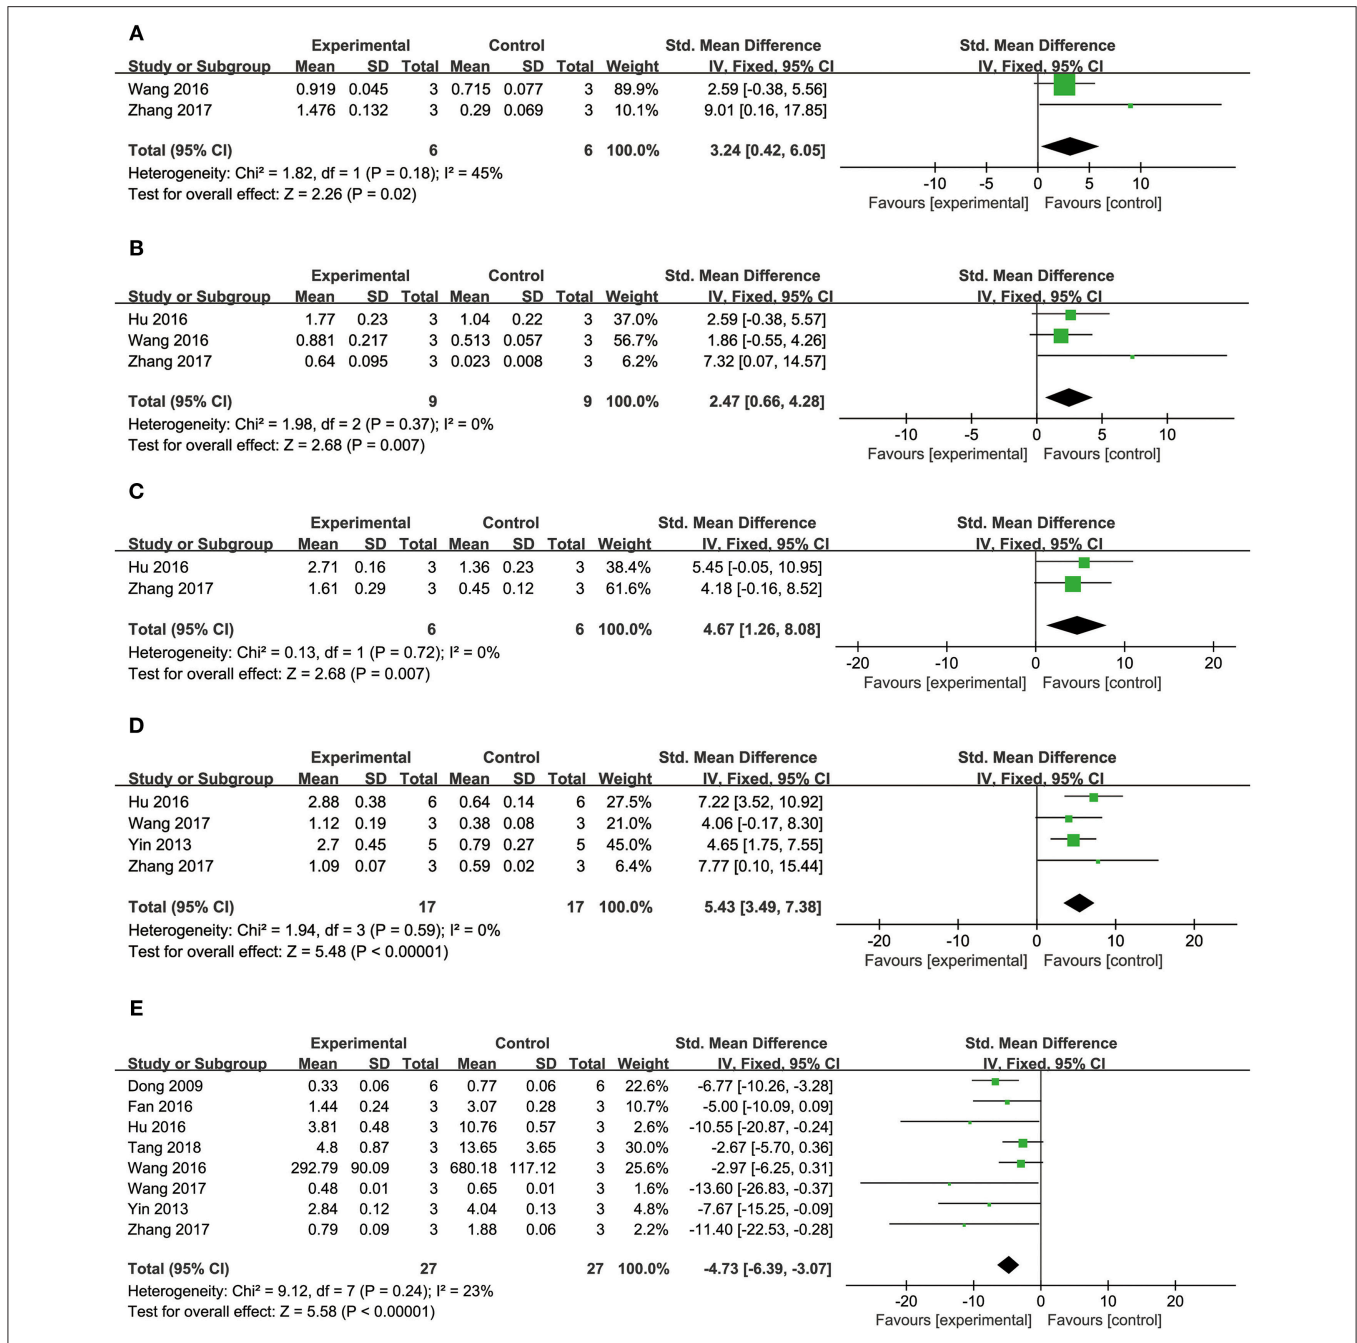 A
Experimental Control Std. Mean Difference Std. Mean Difference
Study or Subgroup Mean SD Total Mean SD Total Weight IV, Fixed, 95% CI IV, Fixed, 95% CI
Wang 2016 0.919 0.045 3 0.715 0.077 3 89.9% 2.59 [-0.38, 5.56]
Zhang 2017 1.476 0.132 3 0.29 0.069 3 10.1% 9.01 [0.16, 17.85]
Total (95% CI) 6 6 100.0% 3.24 [0.42, 6.05]
Heterogeneity: Chi² = 1.82, df = 1 (P = 0.18); I² = 45%
Test for overall effect: Z = 2.26 (P = 0.02)
-10 -5 0 5 10
Favours [experimental] Favours [control]
B
Experimental Control Std. Mean Difference Std. Mean Difference
Study or Subgroup Mean SD Total Mean SD Total Weight IV, Fixed, 95% CI IV, Fixed, 95% CI
Hu 2016 1.77 0.23 3 1.04 0.22 3 37.0% 2.59 [-0.38, 5.57]
Wang 2016 0.881 0.217 3 0.513 0.057 3 56.7% 1.86 [-0.55, 4.26]
Zhang 2017 0.64 0.095 3 0.023 0.008 3 6.2% 7.32 [0.07, 14.57]
Total (95% CI) 9 9 100.0% 2.47 [0.66, 4.28]
Heterogeneity: Chi² = 1.98, df = 2 (P = 0.37); I² = 0%
Test for overall effect: Z = 2.68 (P = 0.007)
-10 -5 0 5 10
Favours [experimental] Favours [control]
C
Experimental Control Std. Mean Difference Std. Mean Difference
Study or Subgroup Mean SD Total Mean SD Total Weight IV, Fixed, 95% CI IV, Fixed, 95% CI
Hu 2016 2.71 0.16 3 1.36 0.23 3 38.4% 5.45 [-0.05, 10.95]
Zhang 2017 1.61 0.29 3 0.45 0.12 3 61.6% 4.18 [-0.16, 8.52]
Total (95% CI) 6 6 100.0% 4.67 [1.26, 8.08]
Heterogeneity: Chi² = 0.13, df = 1 (P = 0.72); I² = 0%
Test for overall effect: Z = 2.68 (P = 0.007)
-20 -10 0 10 20
Favours [experimental] Favours [control]
D
Experimental Control Std. Mean Difference Std. Mean Difference
Study or Subgroup Mean SD Total Mean SD Total Weight IV, Fixed, 95% CI IV, Fixed, 95% CI
Hu 2016 2.88 0.38 6 0.64 0.14 6 27.5% 7.22 [3.52, 10.92]
Wang 2017 1.12 0.19 3 0.38 0.08 3 21.0% 4.06 [-0.17, 8.30]
Yin 2013 2.7 0.45 5 0.79 0.27 5 45.0% 4.65 [1.75, 7.55]
Zhang 2017 1.09 0.07 3 0.59 0.02 3 6.4% 7.77 [0.10, 15.44]
Total (95% CI) 17 17 100.0% 5.43 [3.49, 7.38]
Heterogeneity: Chi² = 1.94, df = 3 (P = 0.59); I² = 0%
Test for overall effect: Z = 5.48 (P < 0.00001)
-20 -10 0 10 20
Favours [experimental] Favours [control]
E
Experimental Control Std. Mean Difference Std. Mean Difference
Study or Subgroup Mean SD Total Mean SD Total Weight IV, Fixed, 95% CI IV, Fixed, 95% CI
Dong 2009 0.33 0.06 6 0.77 0.06 6 22.6% -6.77 [-10.26, -3.28]
Fan 2016 1.44 0.24 3 3.07 0.28 3 10.7% -5.00 [-10.09, 0.09]
Hu 2016 3.81 0.48 3 10.76 0.57 3 2.6% -10.55 [-20.87, -0.24]
Tang 2018 4.8 0.87 3 13.65 3.65 3 30.0% -2.67 [-5.70, 0.36]
Wang 2016 292.79 90.09 3 680.18 117.12 3 25.6% -2.97 [-6.25, 0.31]
Wang 2017 0.48 0.01 3 0.65 0.01 3 1.6% -13.60 [-26.83, -0.37]
Yin 2013 2.84 0.12 3 4.04 0.13 3 4.8% -7.67 [-15.25, -0.09]
Zhang 2017 0.79 0.09 3 1.88 0.06 3 2.2% -11.40 [-22.53, -0.28]
Total (95% CI) 27 27 100.0% -4.73 [-6.39, -3.07]
Heterogeneity: Chi² = 9.12, df = 7 (P = 0.24); I² = 23%
Test for overall effect: Z = 5.58 (P < 0.00001)
-20 -10 0 10 20
Favours [experimental] Favours [control]